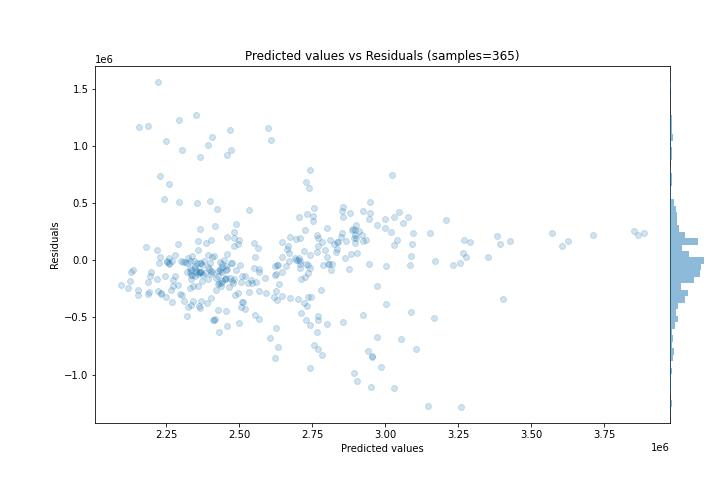 Predicted values vs Residuals (samples=365)
1e6
1.5
1.0
0.5
0.0
−0.5
−1.0
Residuals
2.25 2.50 2.75 3.00 3.25 3.50 3.75
Predicted values
1e6